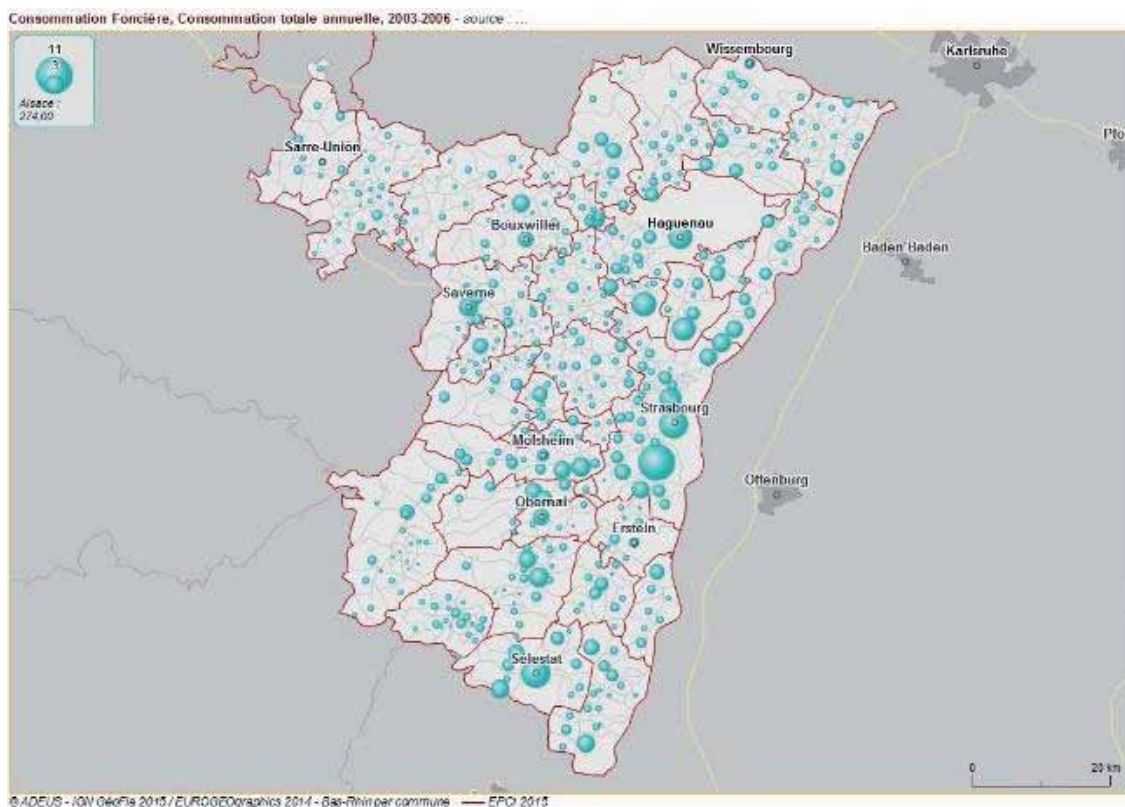 Consommation Foncière, Consommation totale annuelle, 2003-2006 - source : ...
11
3
Alsace :
274,00
Wissembourg
Karlsruhe
Pfo
Sarre-Union
Bouxwiller
Haguenau
Baden Baden
Saverne
Strasbourg
Molsheim
Offenburg
Obernai
Erstein
Sélestat
0 20 km
© ADEUS - IGN GéoFla 2015 / EUROGEOgraphics 2014 - Bas-Rhin par commune - EPCI 2015